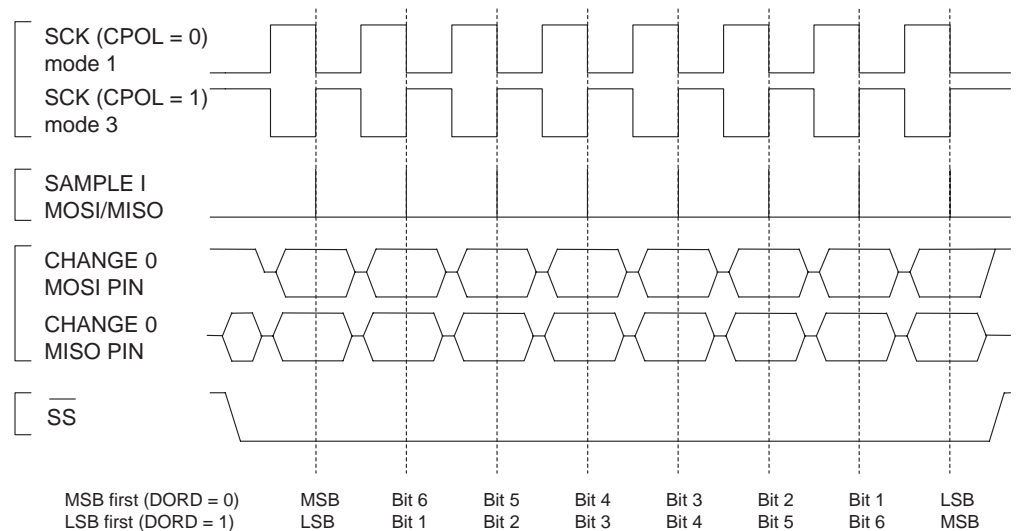 SCK (CPOL = 0)
mode 1
SCK (CPOL = 1)
mode 3
SAMPLE I
MOSI/MISO
CHANGE 0
MOSI PIN
CHANGE 0
MISO PIN
SS
MSB first (DORD = 0) MSB Bit 6 Bit 5 Bit 4 Bit 3 Bit 2 Bit 1 LSB
LSB first (DORD = 1) LSB Bit 1 Bit 2 Bit 3 Bit 4 Bit 5 Bit 6 MSB